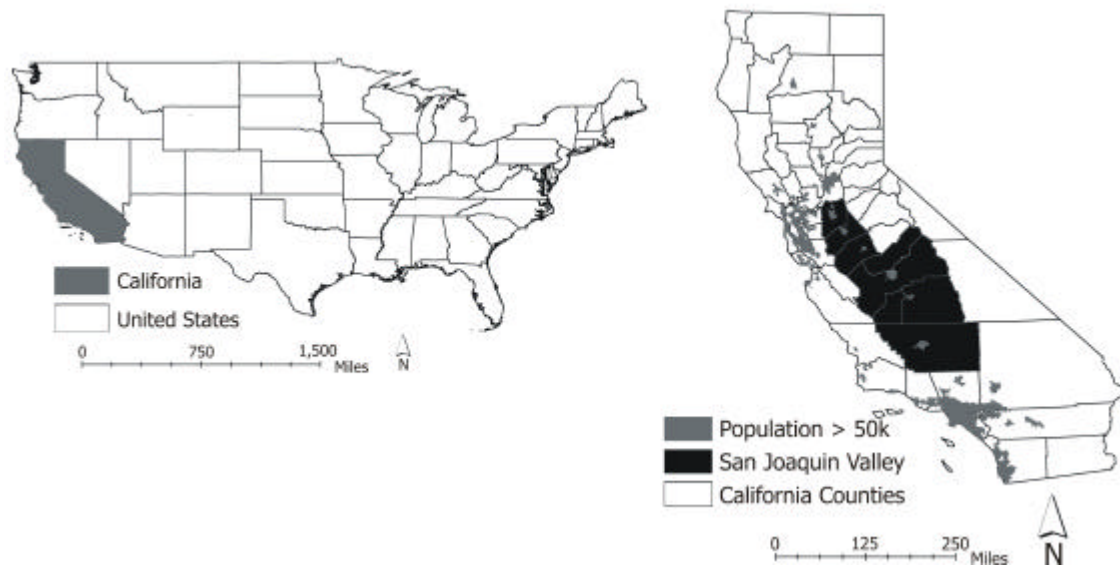 California
United States
0 750 1,500
Miles
N
Population > 50k
San Joaquin Valley
California Counties
0 125 250
Miles
N